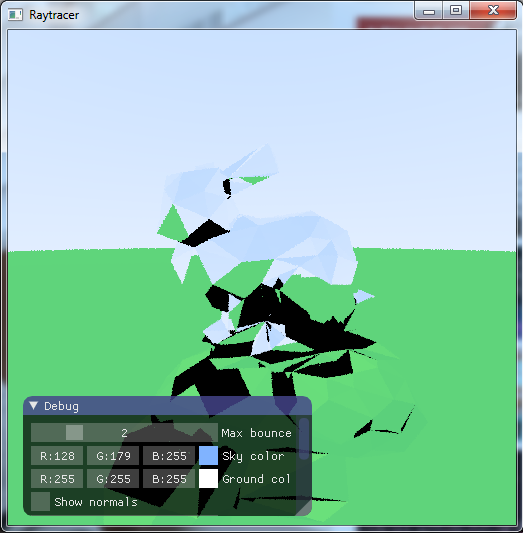 Raytracer
Debug
2 Max bounce
R:128 G:179 B:255 Sky color
R:255 G:255 B:255 Ground col
Show normals